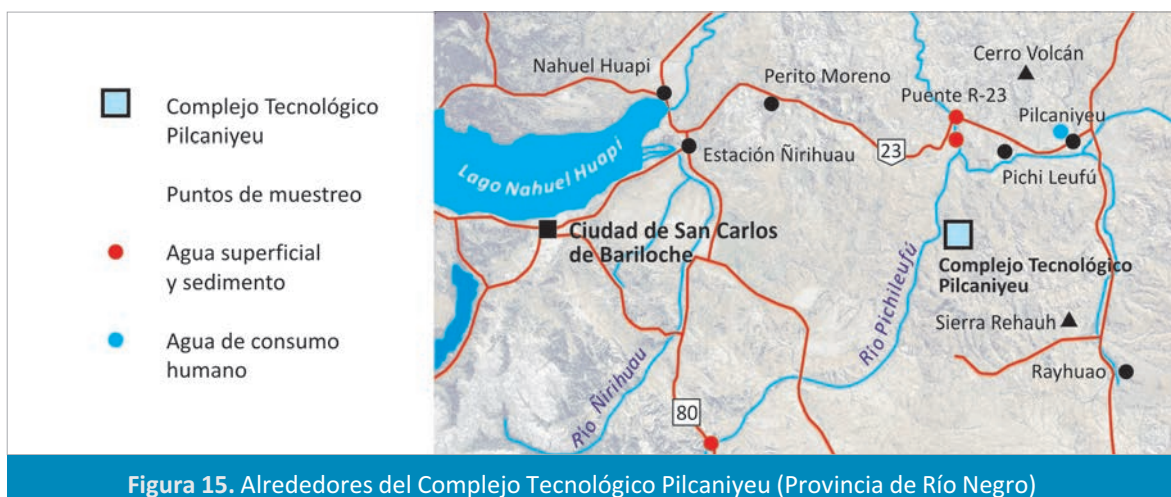 Complejo Tecnológico
Pilcaniyeu
Puntos de muestreo
Agua superficial
y sedimento
Agua de consumo
humano
Nahuel Huapi
Perito Moreno
Cerro Volcán
Puente R-23
Pilcaniyeu
Estación Ñirihuau
23
Pichi Leufú
Lago Nahuel Huapi
Ciudad de San Carlos
de Bariloche
Complejo Tecnológico
Pilcaniyeu
Río Pichileufú
Sierra Rehauh
Rayhuao
Río Ñirihuau
80
Figura 15. Alrededores del Complejo Tecnológico Pilcaniyeu (Provincia de Río Negro)